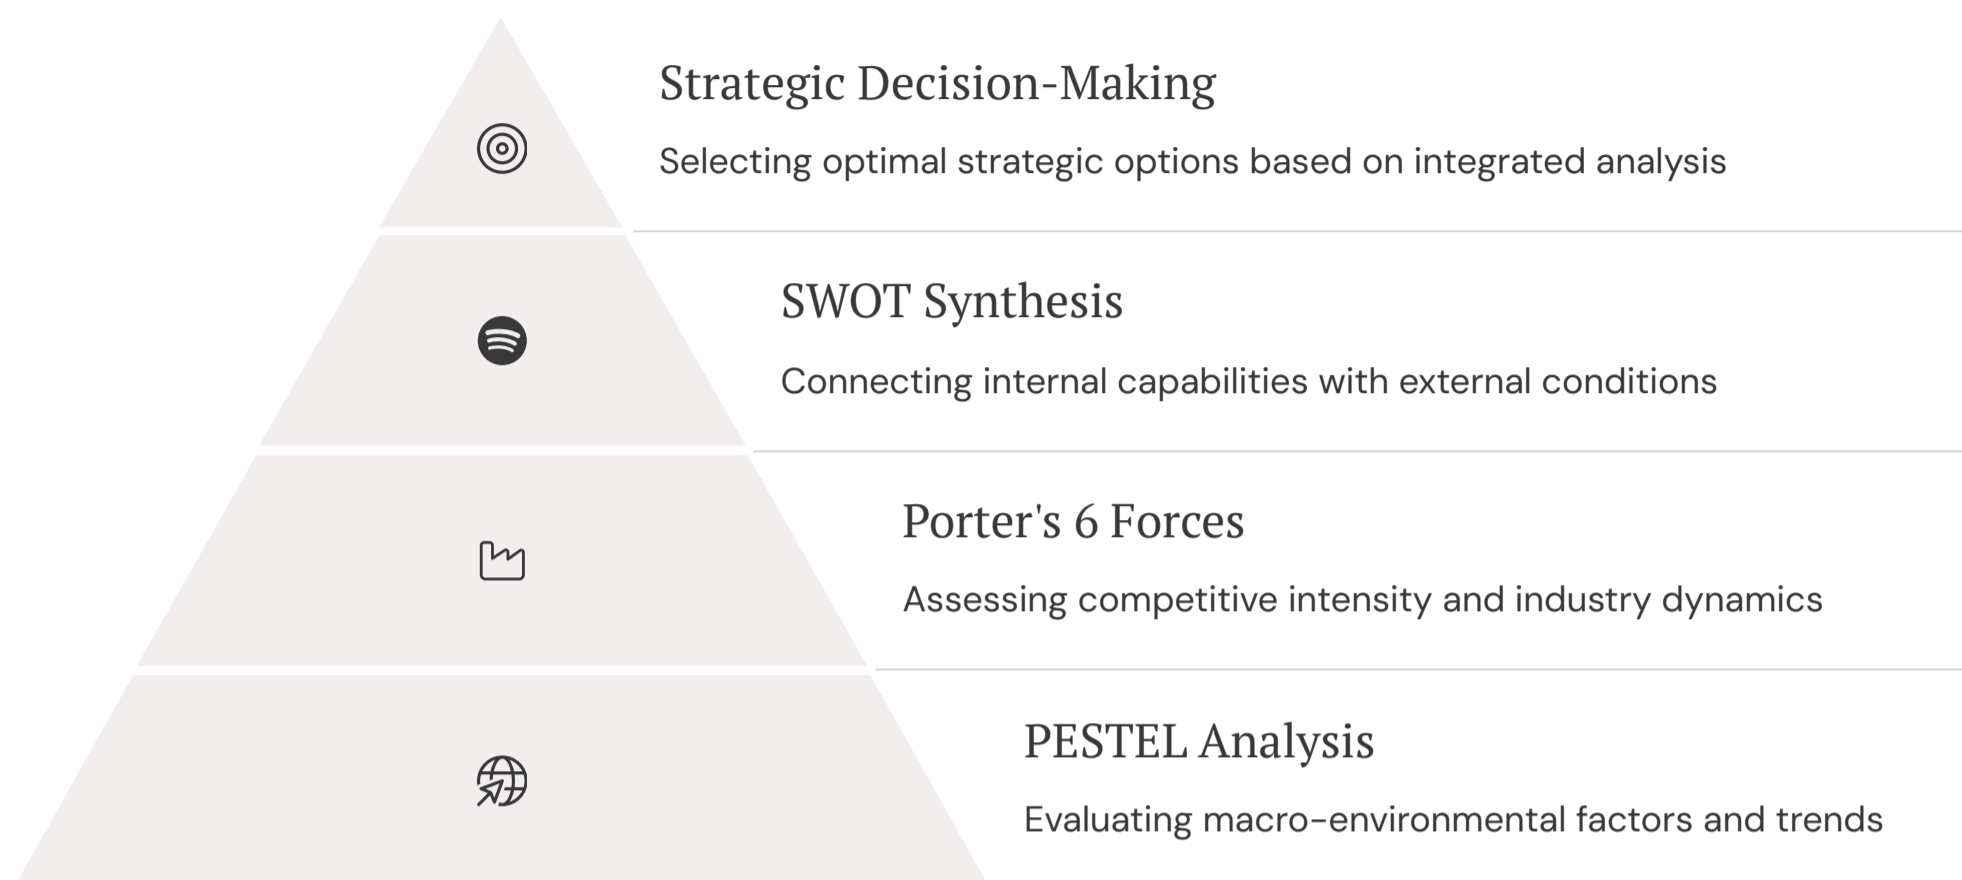 Strategic Decision-Making
Selecting optimal strategic options based on integrated analysis
SWOT Synthesis
Connecting internal capabilities with external conditions
Porter's 6 Forces
Assessing competitive intensity and industry dynamics
PESTEL Analysis
Evaluating macro-environmental factors and trends